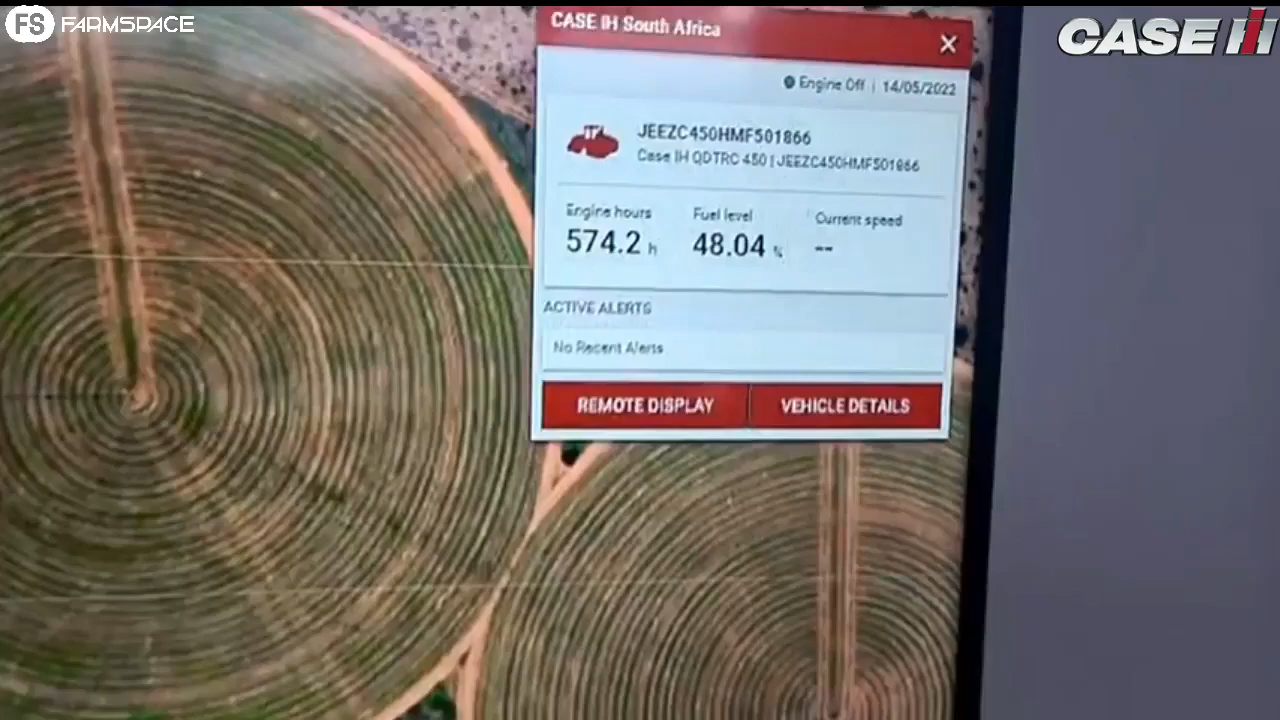 FS FARMSPACE
CASE IH
CASE IH South Africa
Engine Off | 14/05/2022
JEEZC450HMF501866
Case IH QDTRC 450 | JEEZC450HMF501866
Engine hours Fuel level Current speed
574.2 h 48.04 % --
ACTIVE ALERTS
No Recent Alerts
REMOTE DISPLAY VEHICLE DETAILS